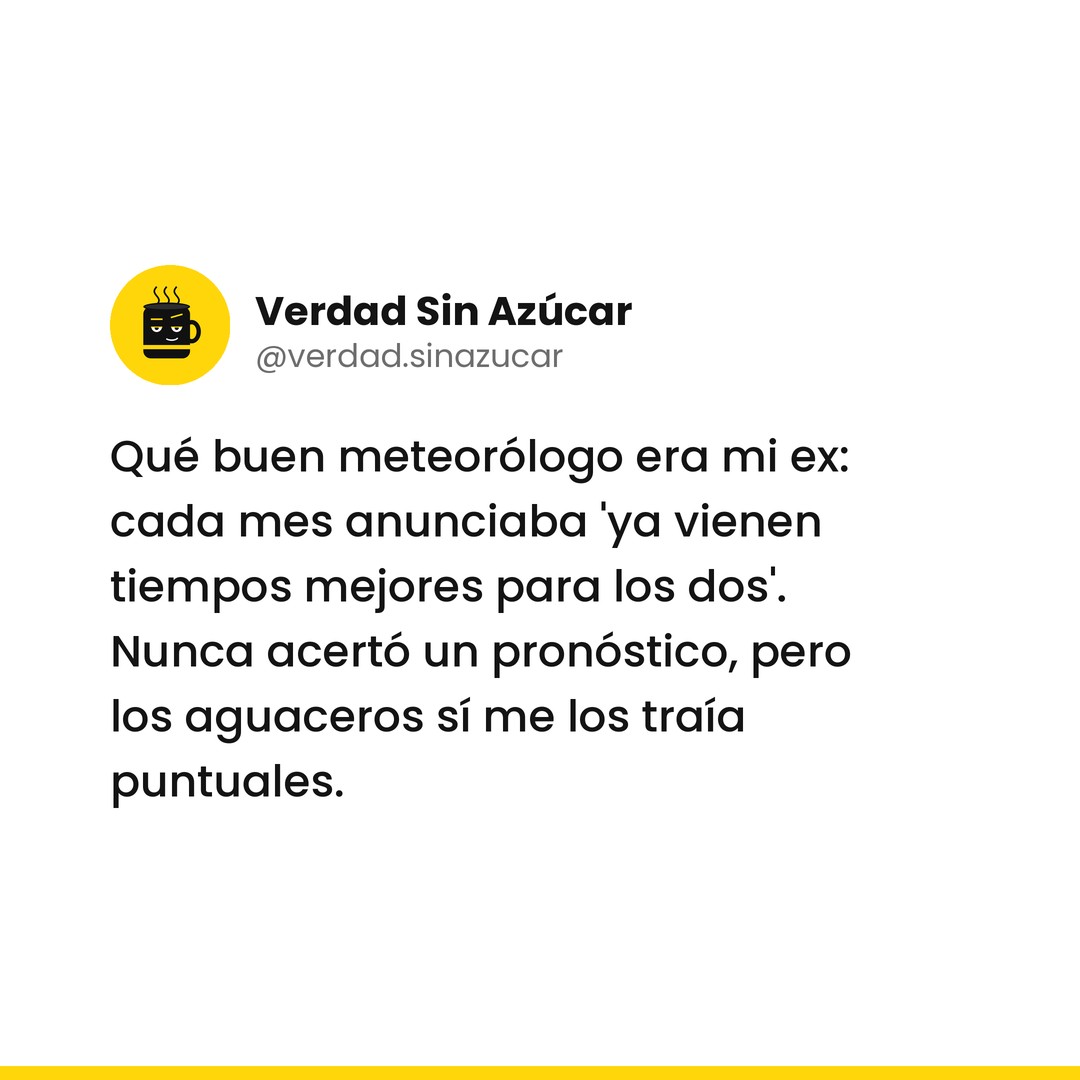 Verdad Sin Azúcar
@verdad.sinazucar
Qué buen meteorólogo era mi ex:
cada mes anunciaba 'ya vienen
tiempos mejores para los dos'.
Nunca acertó un pronóstico, pero
los aguaceros sí me los traía
puntuales.